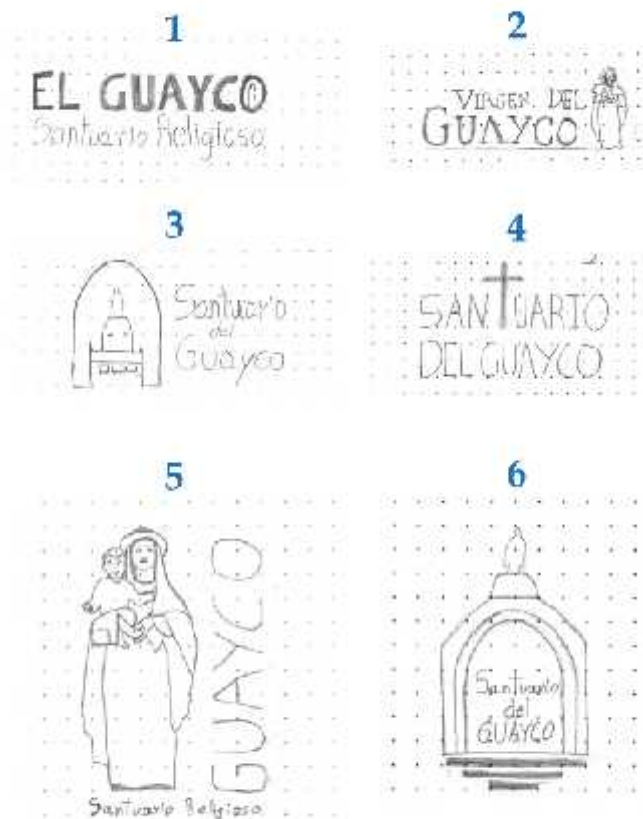 1
EL GUAYCO
Santuario Religioso
2
VIRGEN DEL
GUAYCO
3
Santuario
del
Guayco
4
SANTUARIO
DEL GUAYCO
5
GUAYCO
Santuario Religioso
6
Santuario
del
GUAYCO